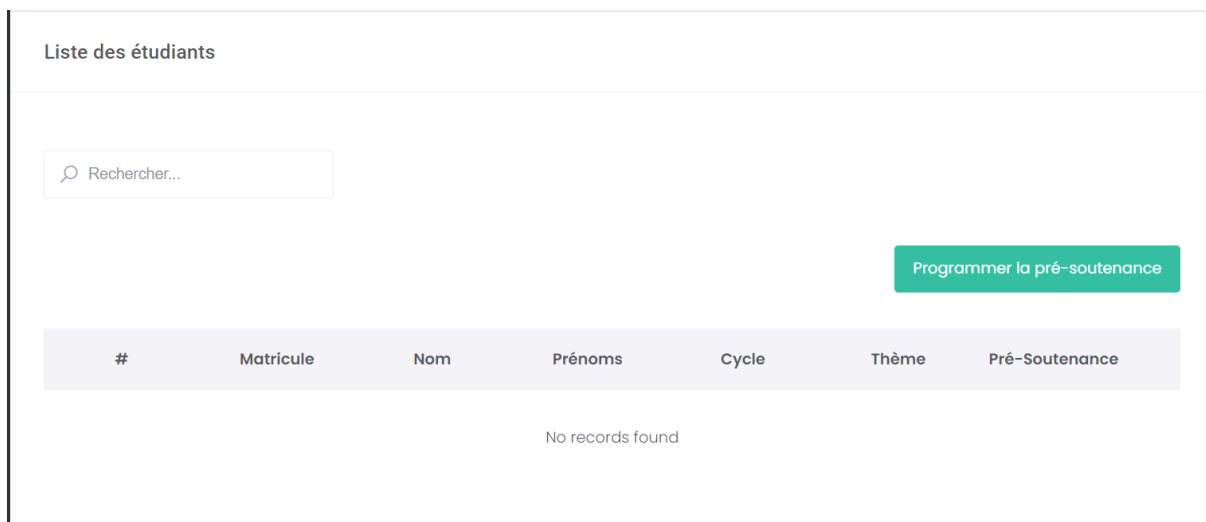 Liste des étudiants
Rechercher...
Programmer la pré-soutenance
# Matricule Nom Prénoms Cycle Thème Pré-Soutenance
No records found